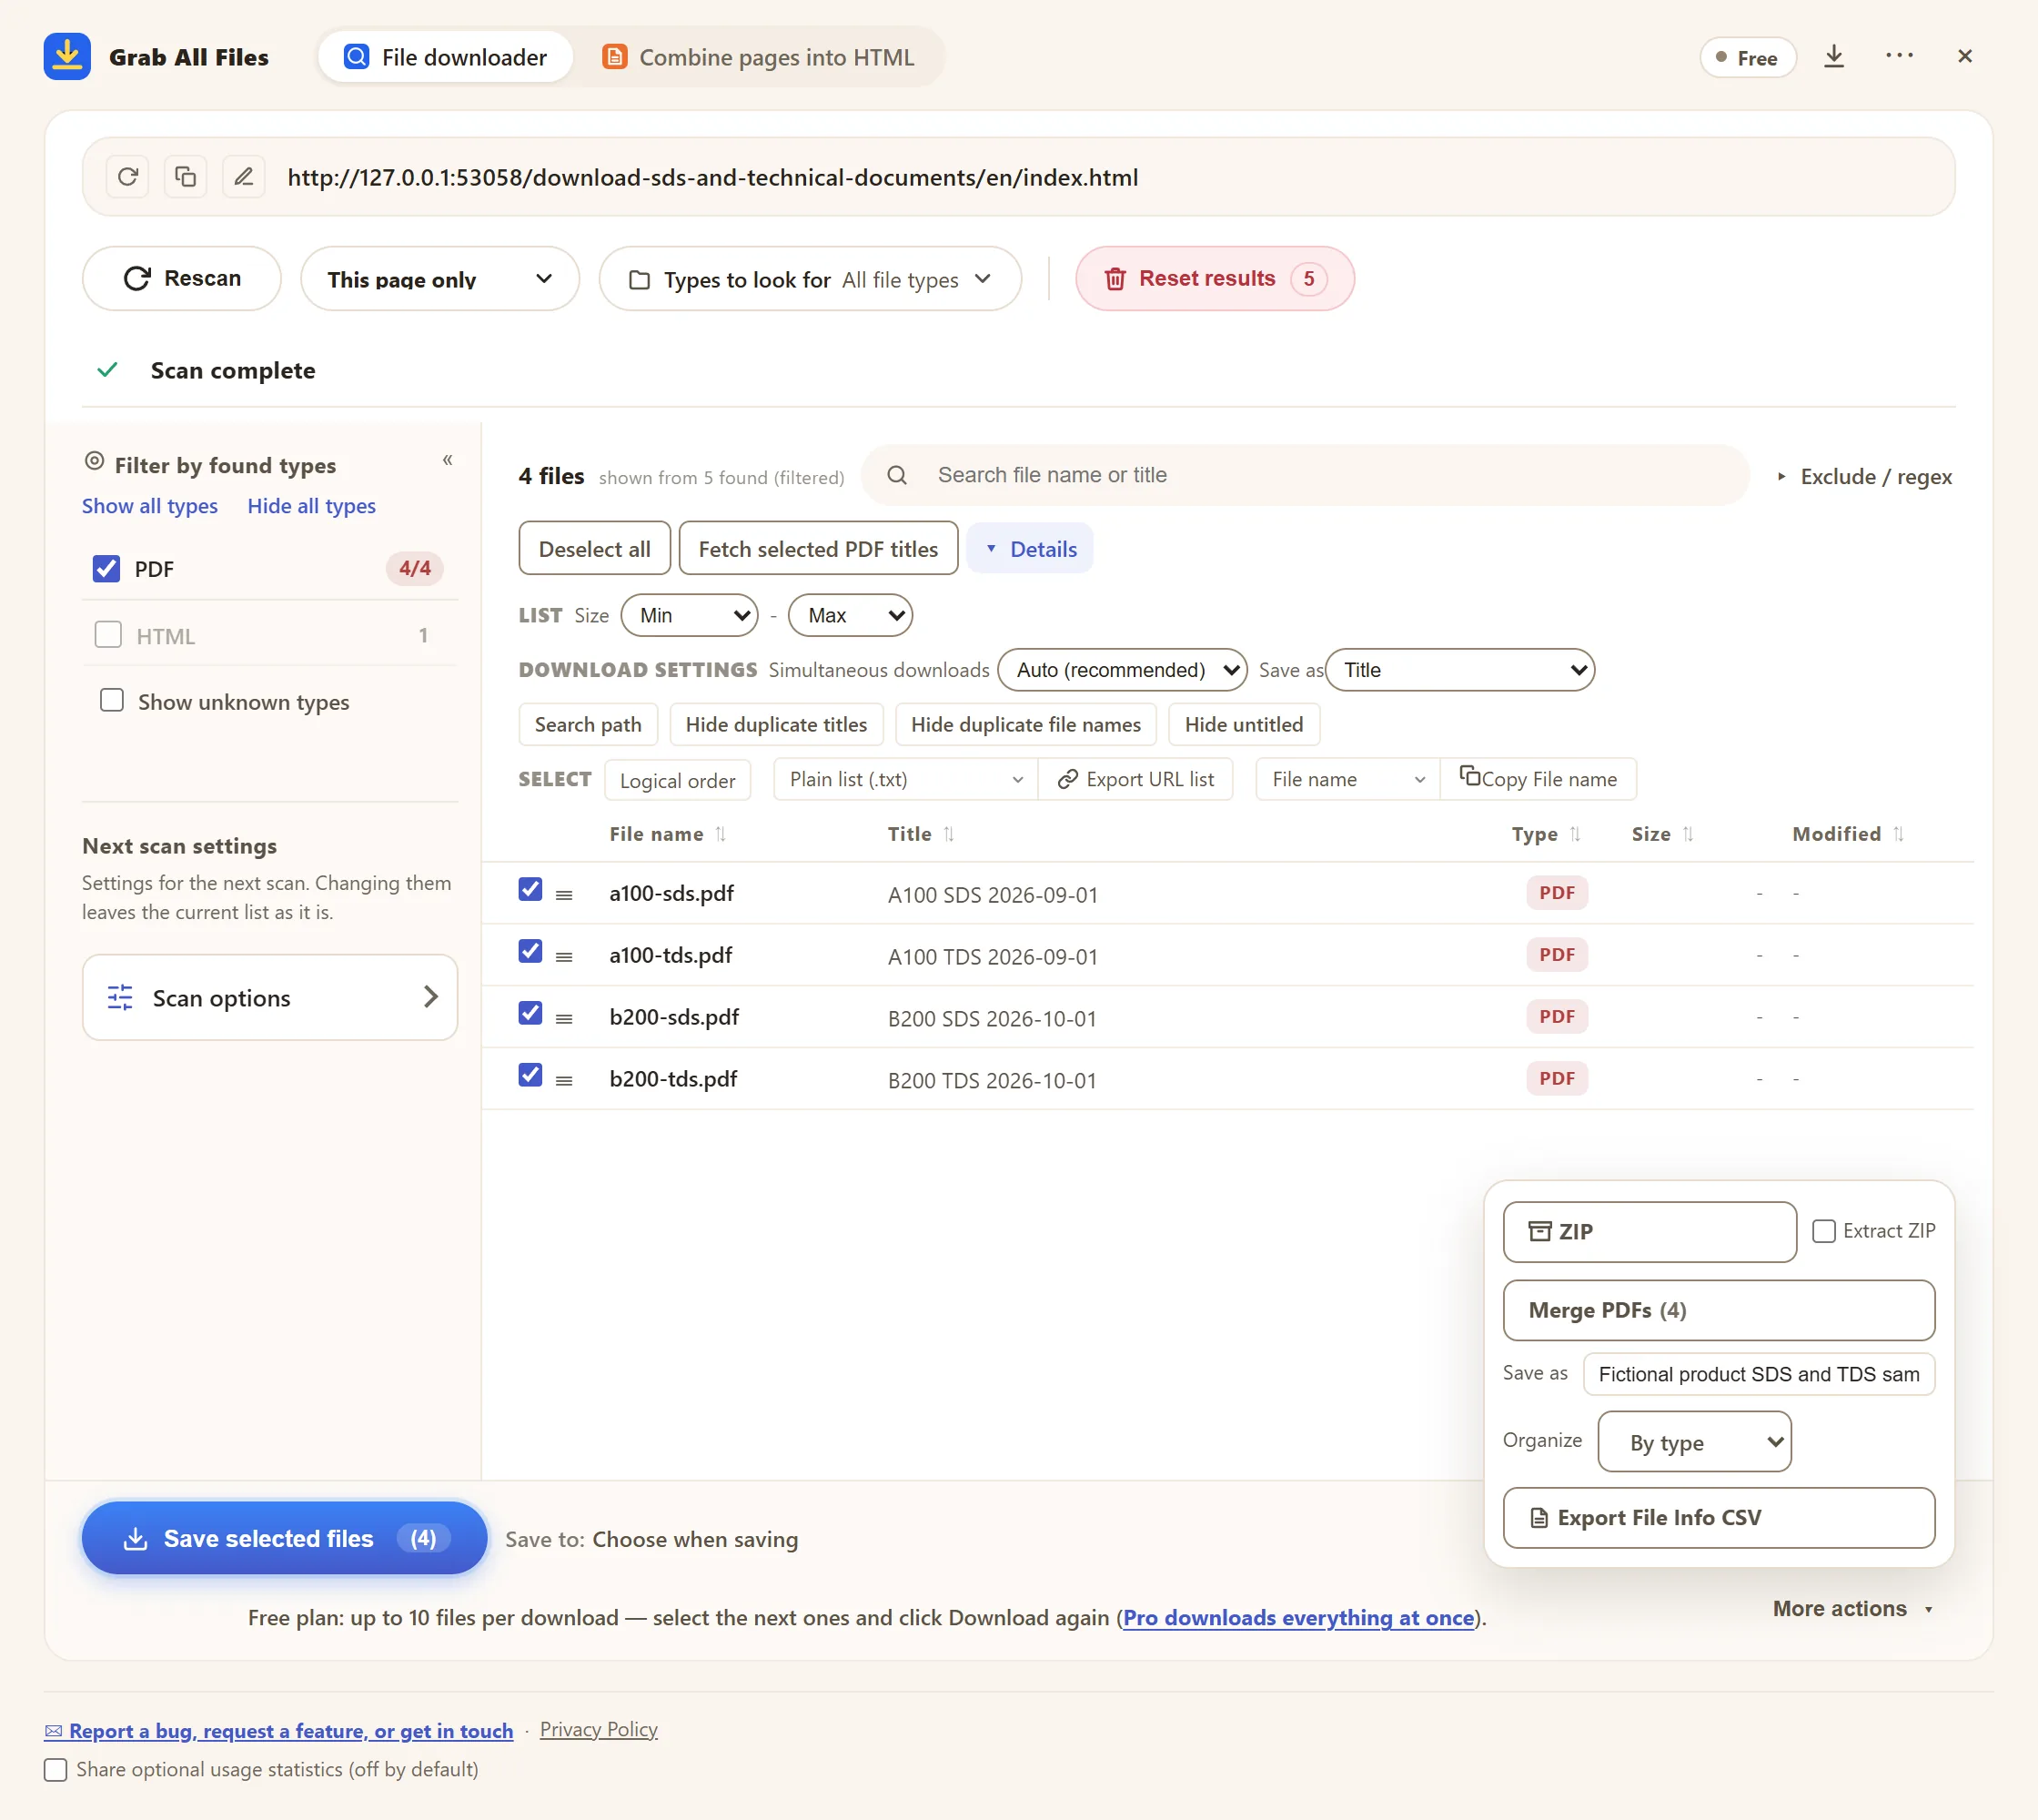 Grab All Files
File downloader
Combine pages into HTML
Free
http://127.0.0.1:53058/download-sds-and-technical-documents/en/index.html
Rescan
This page only
Types to look for All file types
Reset results 5
Scan complete
Filter by found types
«
Show all types Hide all types
PDF 4/4
HTML 1
Show unknown types
Next scan settings
Settings for the next scan. Changing them
leaves the current list as it is.
Scan options
4 files shown from 5 found (filtered)
Search file name or title
Exclude / regex
Deselect all
Fetch selected PDF titles
Details
LIST Size Min - Max
DOWNLOAD SETTINGS Simultaneous downloads Auto (recommended) Save as Title
Search path
Hide duplicate titles
Hide duplicate file names
Hide untitled
SELECT Logical order Plain list (.txt) Export URL list File name Copy File name
File name Title Type Size Modified
a100-sds.pdf A100 SDS 2026-09-01 PDF - -
a100-tds.pdf A100 TDS 2026-09-01 PDF - -
b200-sds.pdf B200 SDS 2026-10-01 PDF - -
b200-tds.pdf B200 TDS 2026-10-01 PDF - -
ZIP
Extract ZIP
Merge PDFs (4)
Save as Fictional product SDS and TDS sam
Organize By type
Export File Info CSV
Save selected files (4)
Save to: Choose when saving
Free plan: up to 10 files per download — select the next ones and click Download again (Pro downloads everything at once).
More actions
Report a bug, request a feature, or get in touch · Privacy Policy
Share optional usage statistics (off by default)